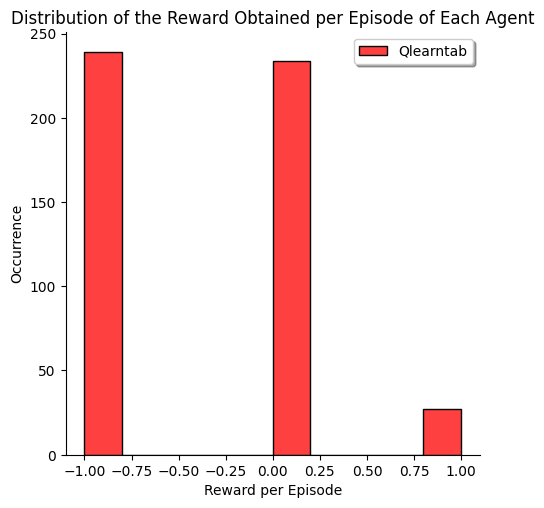 Distribution of the Reward Obtained per Episode of Each Agent
Qlearntab
Occurrence
250
200
150
100
50
0
−1.00 −0.75 −0.50 −0.25 0.00 0.25 0.50 0.75 1.00
Reward per Episode